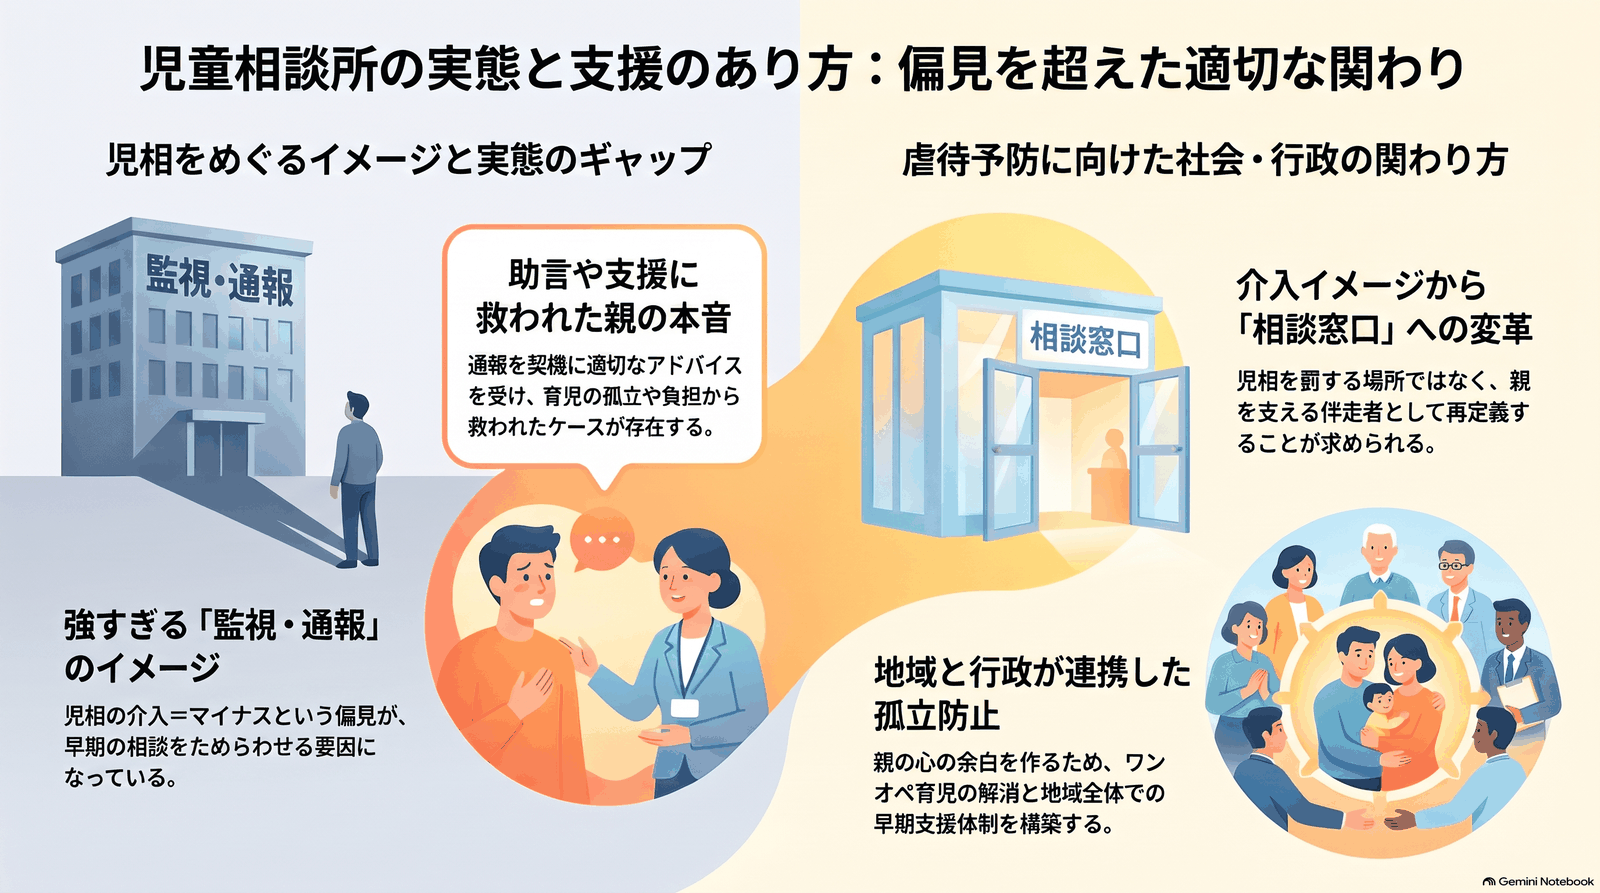 児童相談所の実態と支援のあり方：偏見を超えた適切な関わり
児相をめぐるイメージと実態のギャップ
監視・通報
助言や支援に
救われた親の本音
通報を契機に適切なアドバイス
を受け、育児の孤立や負担から
救われたケースが存在する。
強すぎる「監視・通報」
のイメージ
児相の介入＝マイナスという偏見が、
早期の相談をためらわせる要因に
なっている。
虐待予防に向けた社会・行政の関わり方
相談窓口
介入イメージから
「相談窓口」への変革
児相を罰する場所ではなく、親
を支える伴走者として再定義す
ることが求められる。
地域と行政が連携した
孤立防止
親の心の余白を作るため、ワン
オペ育児の解消と地域全体での
早期支援体制を構築する。
Gemini Notebook